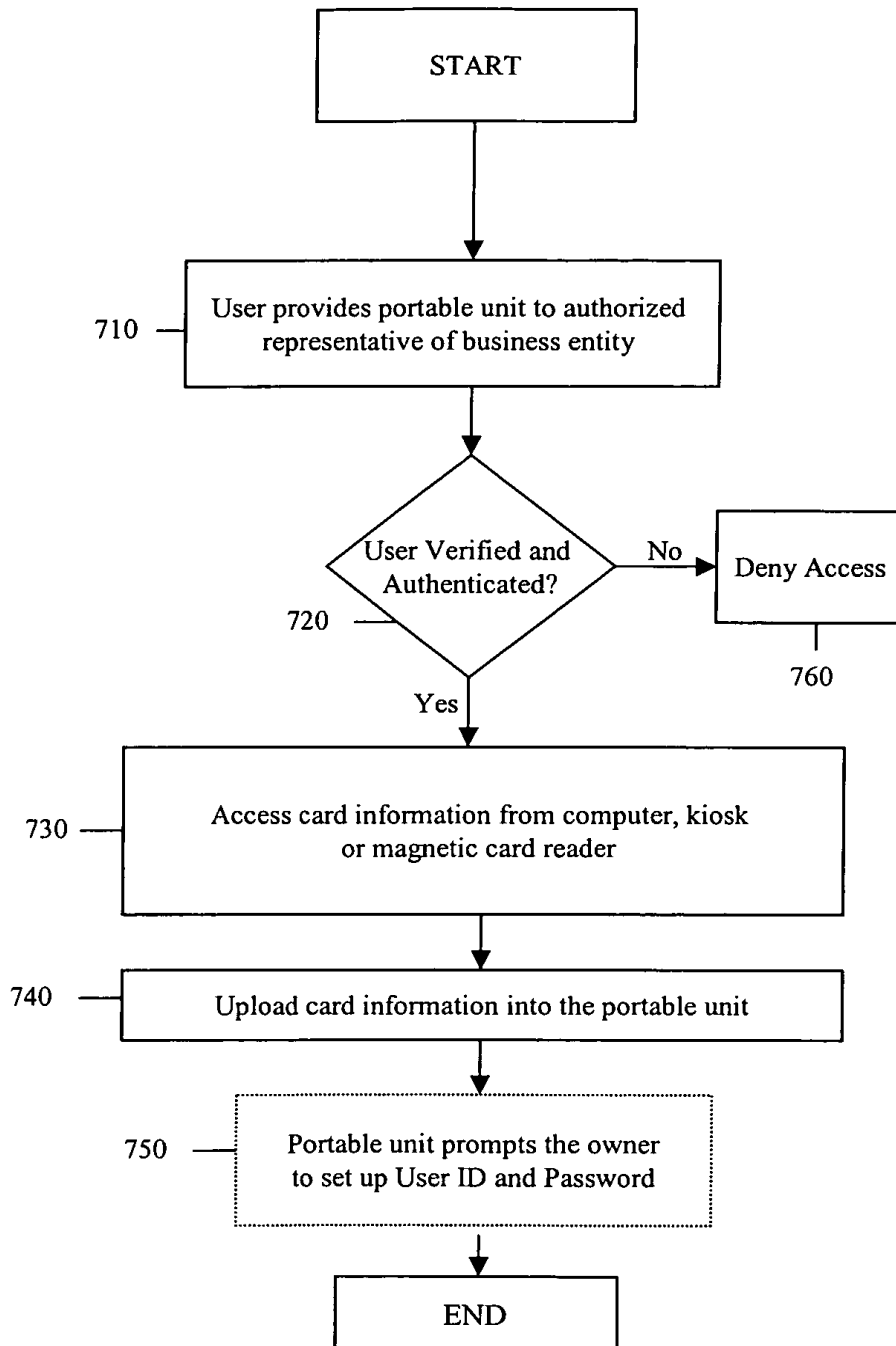 START
710
User provides portable unit to authorized
representative of business entity
User Verified and
Authenticated?
720
No
Deny Access
760
Yes
730
Access card information from computer, kiosk
or magnetic card reader
740
Upload card information into the portable unit
750
Portable unit prompts the owner
to set up User ID and Password
END